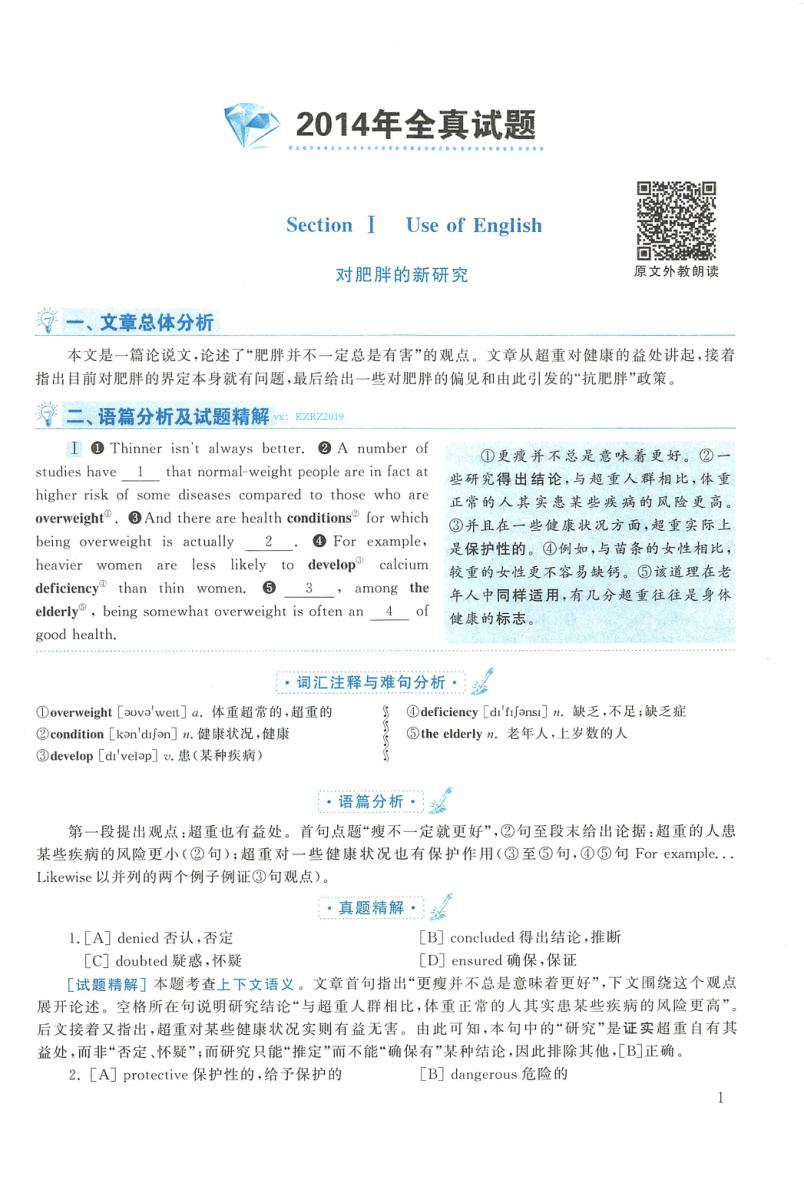 2014年全真试题
Section Ⅰ Use of English
原文外教朗读
对肥胖的新研究
一、文章总体分析
本文是一篇论说文,论述了“肥胖并不一定总是有害”的观点。文章从超重对健康的益处讲起,接着
指出目前对肥胖的界定本身就有问题,最后给出一些对肥胖的偏见和由此引发的“抗肥胖”政策。
二、语篇分析及试题精解 vx: KZRZ2019
Ⅰ ❶ Thinner isn't always better. ❷ A number of
studies have 1 that normal-weight people are in fact at
higher risk of some diseases compared to those who are
overweight①. ❸And there are health conditions② for which
being overweight is actually 2 . ❹ For example,
heavier women are less likely to develop③ calcium
deficiency④ than thin women. ❺ 3 , among the
elderly⑤, being somewhat overweight is often an 4 of
good health.
①更瘦并不总是意味着更好。②一
些研究得出结论,与超重人群相比,体重
正常的人其实患某些疾病的风险更高。
③并且在一些健康状况方面,超重实际上
是保护性的。④例如,与苗条的女性相比,
较重的女性更不容易缺钙。⑤该道理在老
年人中同样适用,有几分超重往往是身体
健康的标志。
·词汇注释与难句分析·
①overweight [əuvə'weɪt] a. 体重超常的,超重的
②condition [kən'dɪʃən] n. 健康状况,健康
③develop [dɪ'veləp] v. 患(某种疾病)
④deficiency [dɪ'fɪʃənsɪ] n. 缺乏,不足;缺乏症
⑤the elderly n. 老年人,上岁数的人
·语篇分析·
第一段提出观点:超重也有益处。首句点题“瘦不一定就更好”,②句至段末给出论据:超重的人患
某些疾病的风险更小(②句);超重对一些健康状况也有保护作用(③至⑤句,④⑤句 For example...
Likewise 以并列的两个例子例证③句观点)。
·真题精解·
1. [A] denied 否认,否定 [B] concluded 得出结论,推断
[C] doubted 疑惑,怀疑 [D] ensured 确保,保证
[试题精解] 本题考查上下文语义。文章首句指出“更瘦并不总是意味着更好”,下文围绕这个观点
展开论述。空格所在句说明研究结论“与超重人群相比,体重正常的人其实患某些疾病的风险更高”。
后文接着又指出,超重对某些健康状况实则有益无害。由此可知,本句中的“研究”是证实超重自有其
益处,而非“否定、怀疑”;而研究只能“推定”而不能“确保有”某种结论,因此排除其他,[B]正确。
2. [A] protective 保护性的,给予保护的 [B] dangerous 危险的
1